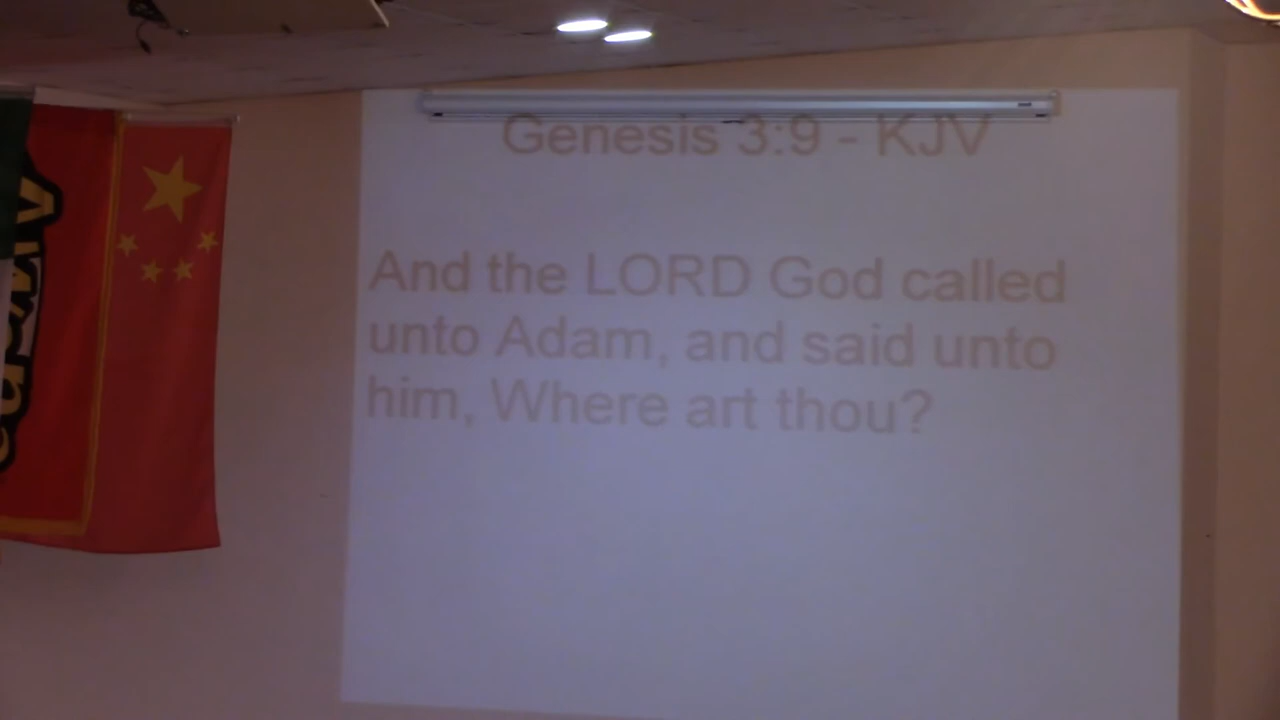 Genesis 3:9 - KJV
And the LORD God called
unto Adam, and said unto
him, Where art thou?